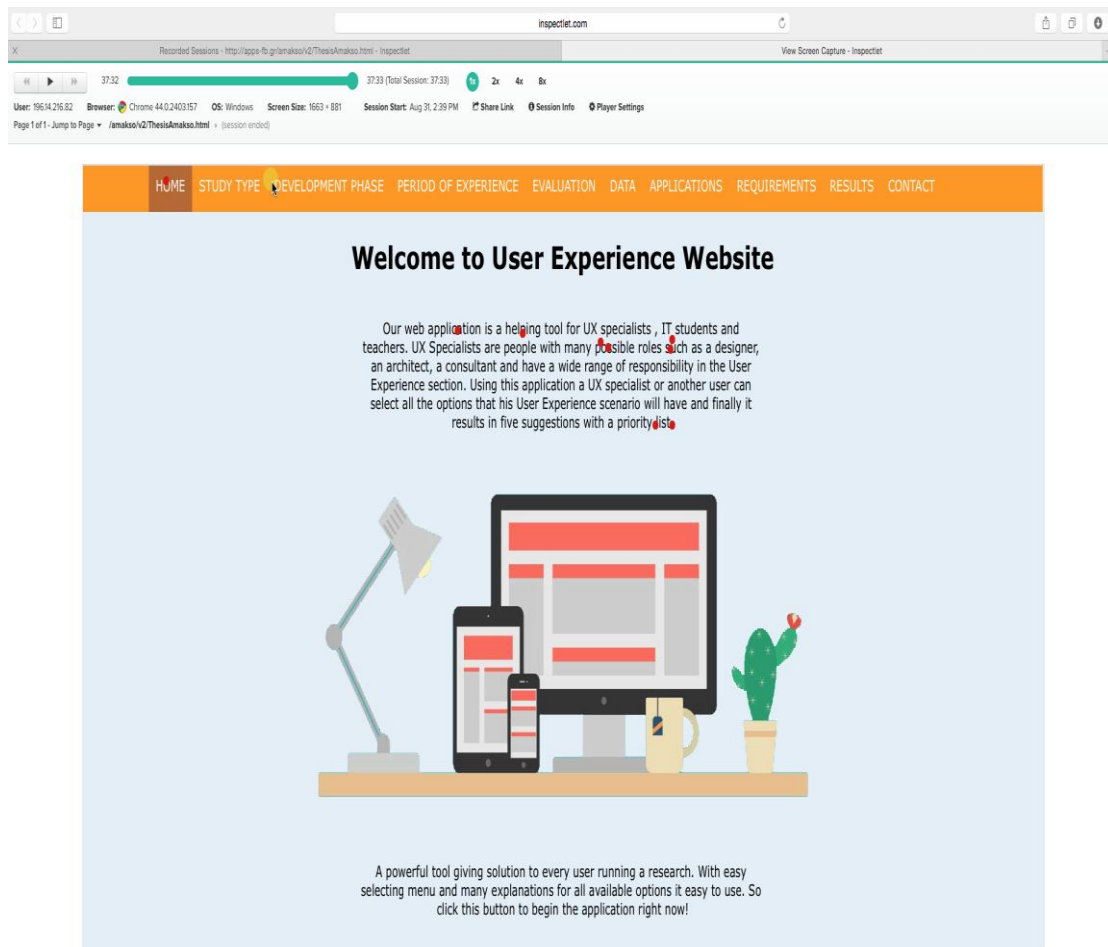 inspectlet.com
X Recorded Sessions - http://apps-fb.gr/amakso/v2/ThesisAmakso.html - Inspectlet View Screen Capture - Inspectlet
37:32 37:33 (Total Session: 37:33) 1x 2x 4x 8x
User: 196.14.216.82 Browser: Chrome 44.0.2403.157 OS: Windows Screen Size: 1663 × 881 Session Start: Aug 31, 2:39 PM Share Link Session Info Player Settings
Page 1 of 1 - Jump to Page /amakso/v2/ThesisAmakso.html » (session ended)
HOME STUDY TYPE DEVELOPMENT PHASE PERIOD OF EXPERIENCE EVALUATION DATA APPLICATIONS REQUIREMENTS RESULTS CONTACT
Welcome to User Experience Website
Our web application is a helping tool for UX specialists , IT students and
teachers. UX Specialists are people with many possible roles such as a designer,
an architect, a consultant and have a wide range of responsibility in the User
Experience section. Using this application a UX specialist or another user can
select all the options that his User Experience scenario will have and finally it
results in five suggestions with a priority list.
A powerful tool giving solution to every user running a research. With easy
selecting menu and many explanations for all available options it easy to use. So
click this button to begin the application right now!